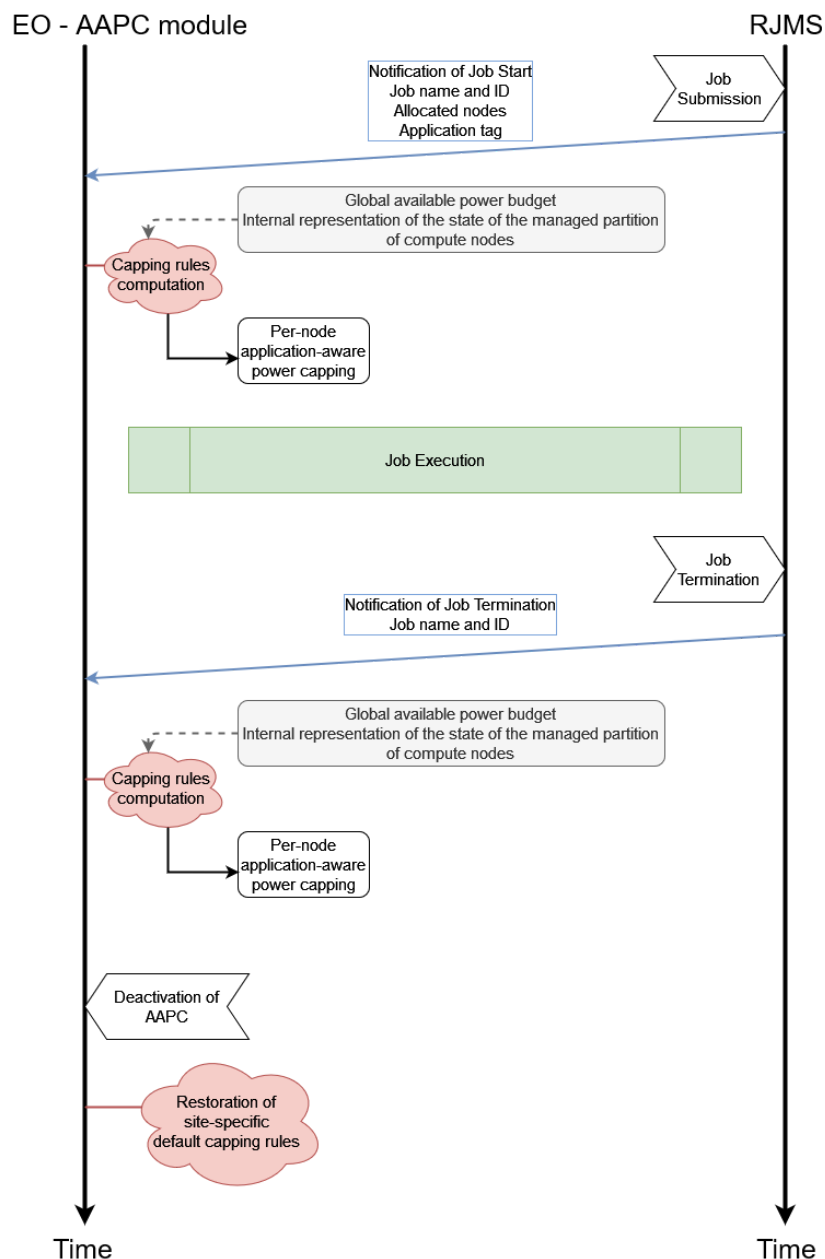 EO - AAPC module
RJMS
Notification of Job Start
Job name and ID
Allocated nodes
Application tag
Job
Submission
Global available power budget
Internal representation of the state of the managed partition
of compute nodes
Capping rules
computation
Per-node
application-aware
power capping
Job Execution
Job
Termination
Notification of Job Termination
Job name and ID
Global available power budget
Internal representation of the state of the managed partition
of compute nodes
Capping rules
computation
Per-node
application-aware
power capping
Deactivation of
AAPC
Restoration of
site-specific
default capping rules
Time
Time